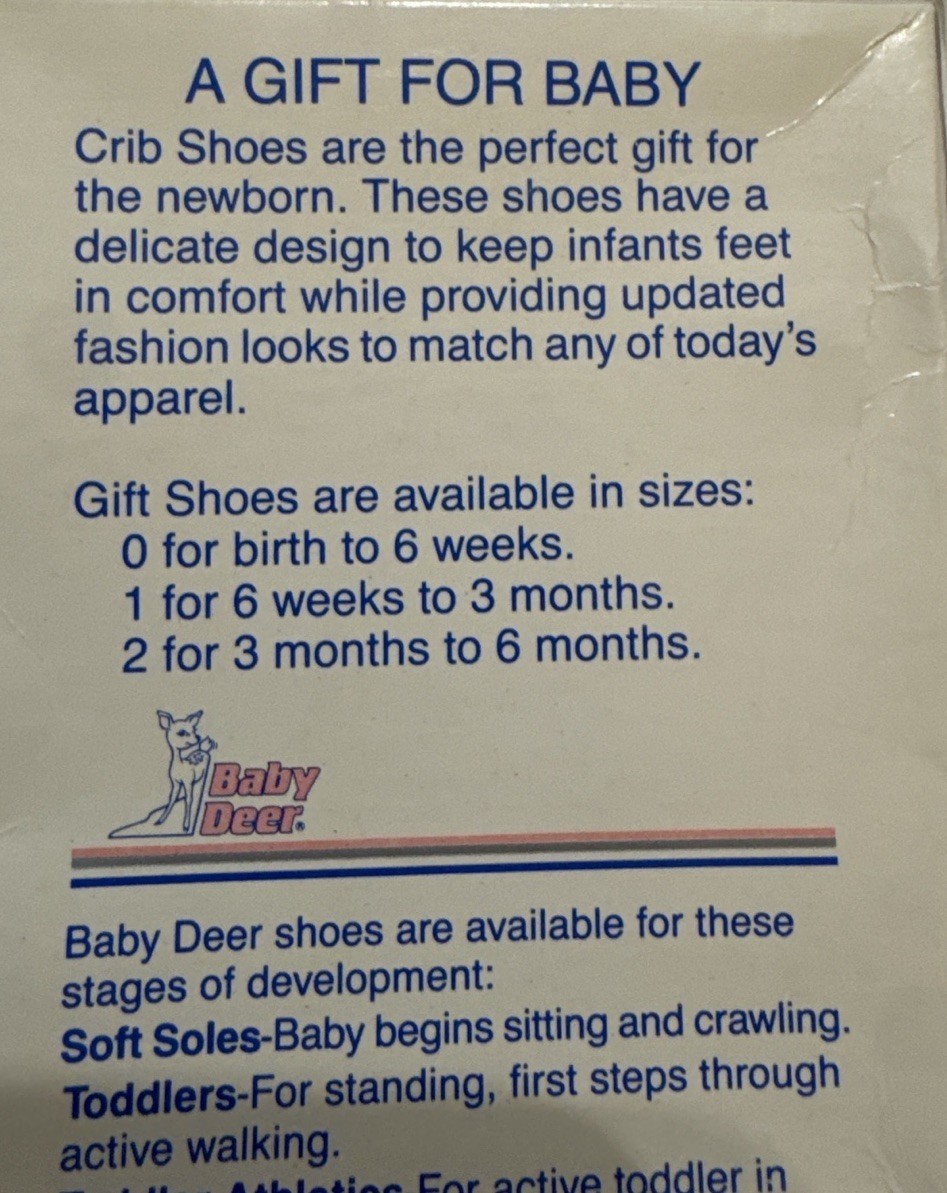 A GIFT FOR BABY
Crib Shoes are the perfect gift for
the newborn. These shoes have a
delicate design to keep infants feet
in comfort while providing updated
fashion looks to match any of today's
apparel.
Gift Shoes are available in sizes:
0 for birth to 6 weeks.
1 for 6 weeks to 3 months.
2 for 3 months to 6 months.
Baby
Deer®
Baby Deer shoes are available for these
stages of development:
Soft Soles-Baby begins sitting and crawling.
Toddlers-For standing, first steps through
active walking.
Athletics For active toddler in